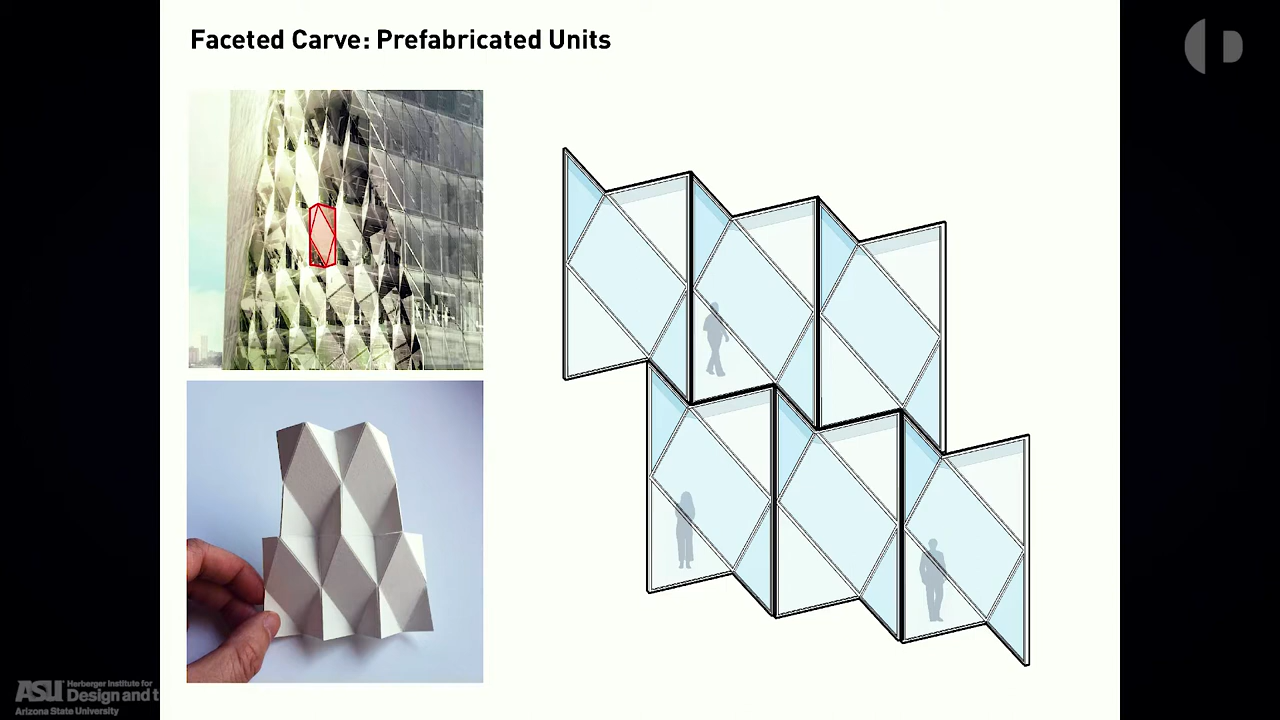 Faceted Carve: Prefabricated Units
ASU Herberger Institute for
Design and t
Arizona State University